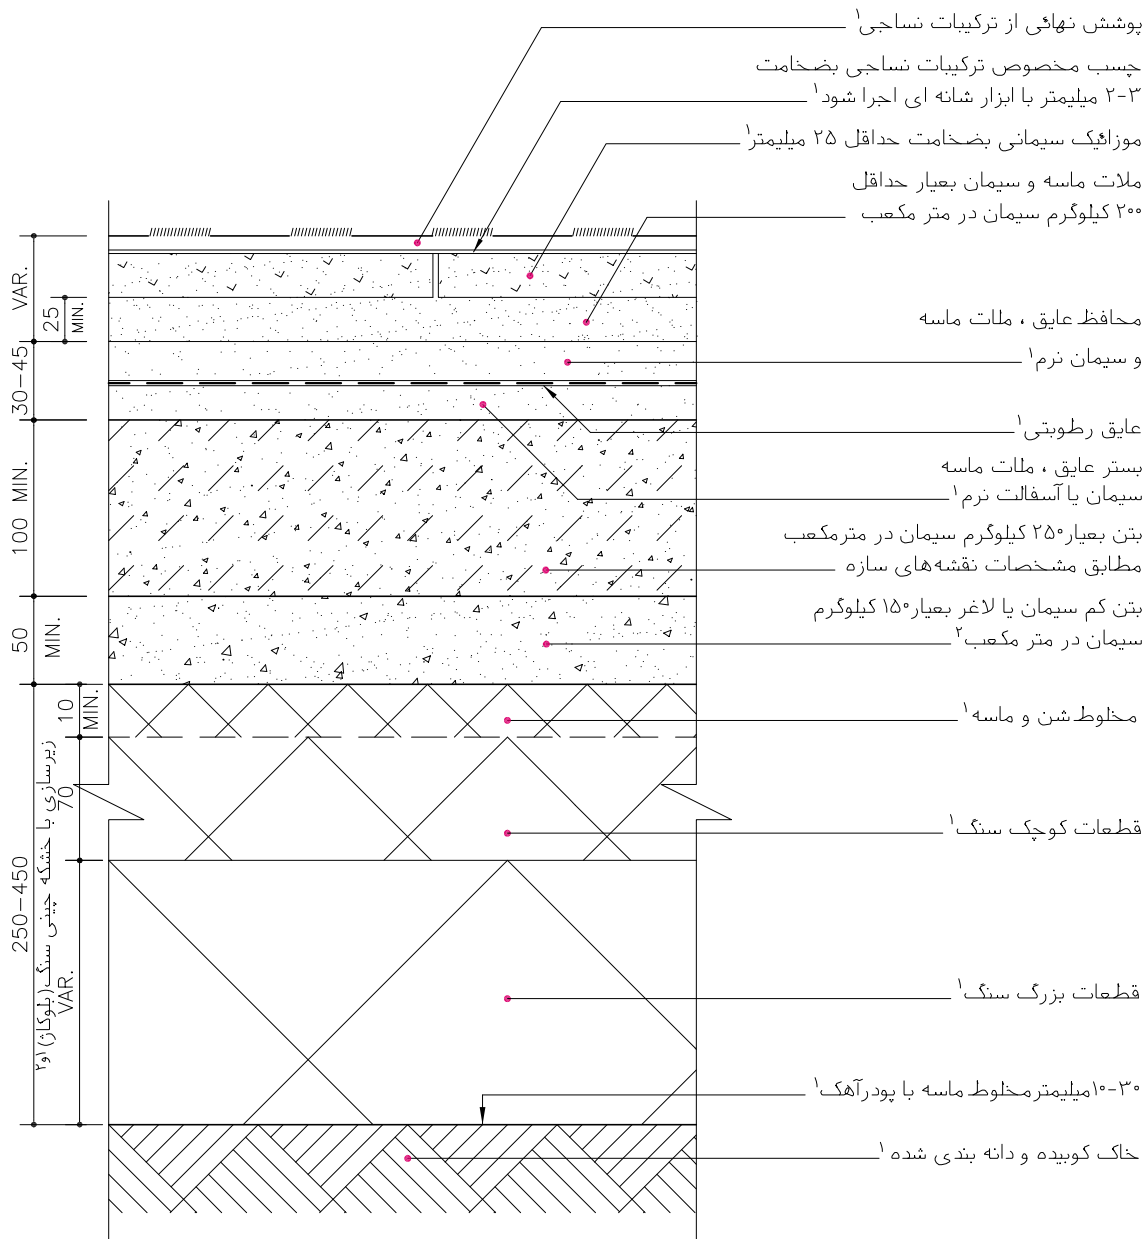 پوشش نهائی از ترکیبات نساجی۱
چسب مخصوص ترکیبات نساجی بضخامت
۲-۳ میلیمتر با ابزار شانه ای اجرا شود۱
موزائیک سیمانی بضخامت حداقل ۲۵ میلیمتر۱
ملات ماسه و سیمان بعیار حداقل
۲۰۰ کیلوگرم سیمان در متر مکعب
محافظ عایق ، ملات ماسه
و سیمان نرم۱
عایق رطوبتی۱
بستر عایق ، ملات ماسه
سیمان یا آسفالت نرم۱
بتن بعیار۲۵۰ کیلوگرم سیمان در مترمکعب
مطابق مشخصات نقشه های سازه
بتن کم سیمان یا لاغر بعیار۱۵۰ کیلوگرم
سیمان در متر مکعب۲
مخلوط شن و ماسه۱
قطعات کوچک سنگ۱
قطعات بزرگ سنگ۱
۱۰-۳۰میلیمترمخلوط ماسه با پودرآهک۱
خاک کوبیده و دانه بندی شده۱
VAR.
25
MIN.
30-45
100 MIN.
50
MIN.
10
MIN.
70
250-450
زیرسازی با خشکه چینی سنگ(بلوکاژ) ۱و۲
VAR.